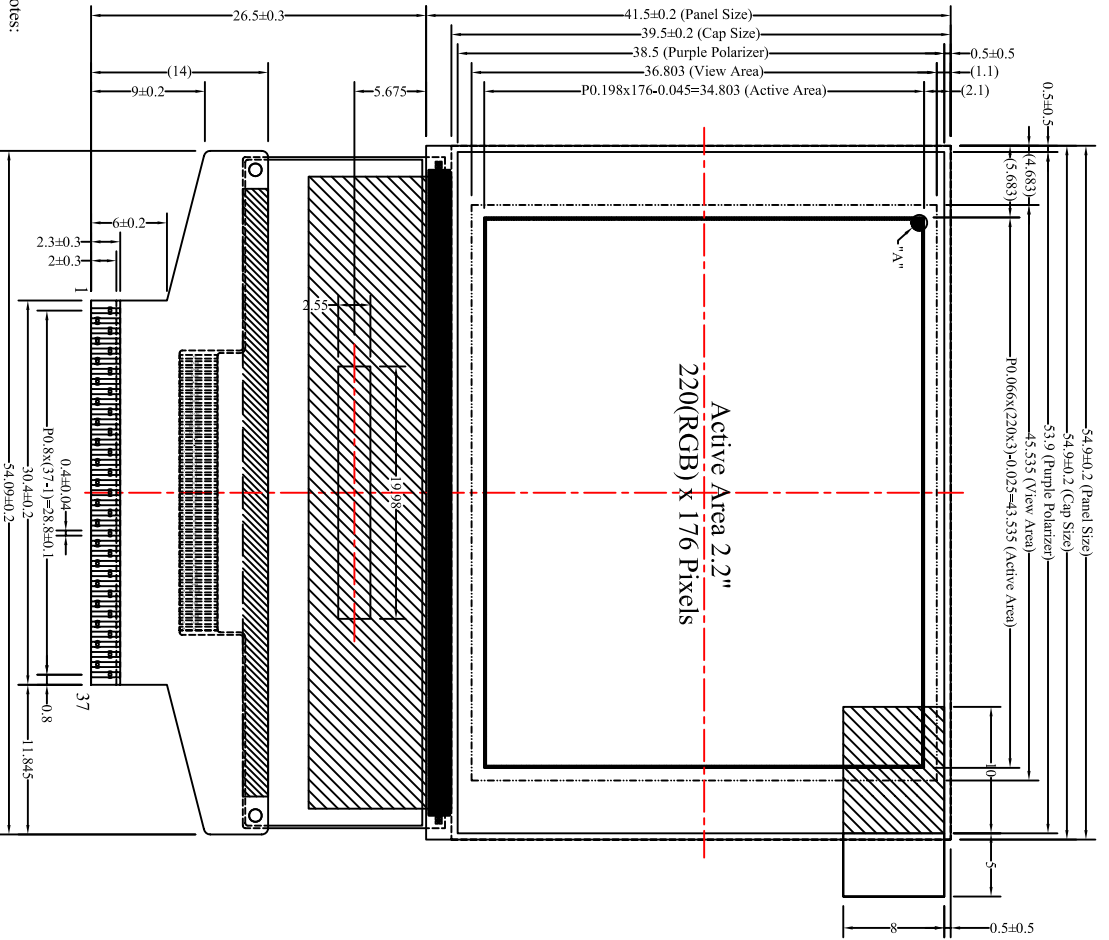 26.5±0.3
41.5±0.2 (Panel Size)
39.5±0.2 (Cap Size)
38.5 (Purple Polarizer)
0.5±0.5
(14)
36.803 (View Area)
(1.1)
9±0.2
5.675
P0.198x176-0.045=34.803 (Active Area)
(2.1)
0.5±0.5
(4.683)
(5.683)
54.9±0.2 (Panel Size)
54.9±0.2 (Cap Size)
53.9 (Purple Polarizer)
45.535 (View Area)
P0.066x(220x3)-0.025=43.535 (Active Area)
"A"
6±0.2
2.3±0.3
2±0.3
1
2.55
19.98
Active Area 2.2"
220(RGB) x 176 Pixels
0.4±0.04
P0.8x(37-1)=28.8±0.1
30.4±0.2
54.09±0.2
37
0.8
11.845
10
5
8
0.5±0.5
otes: